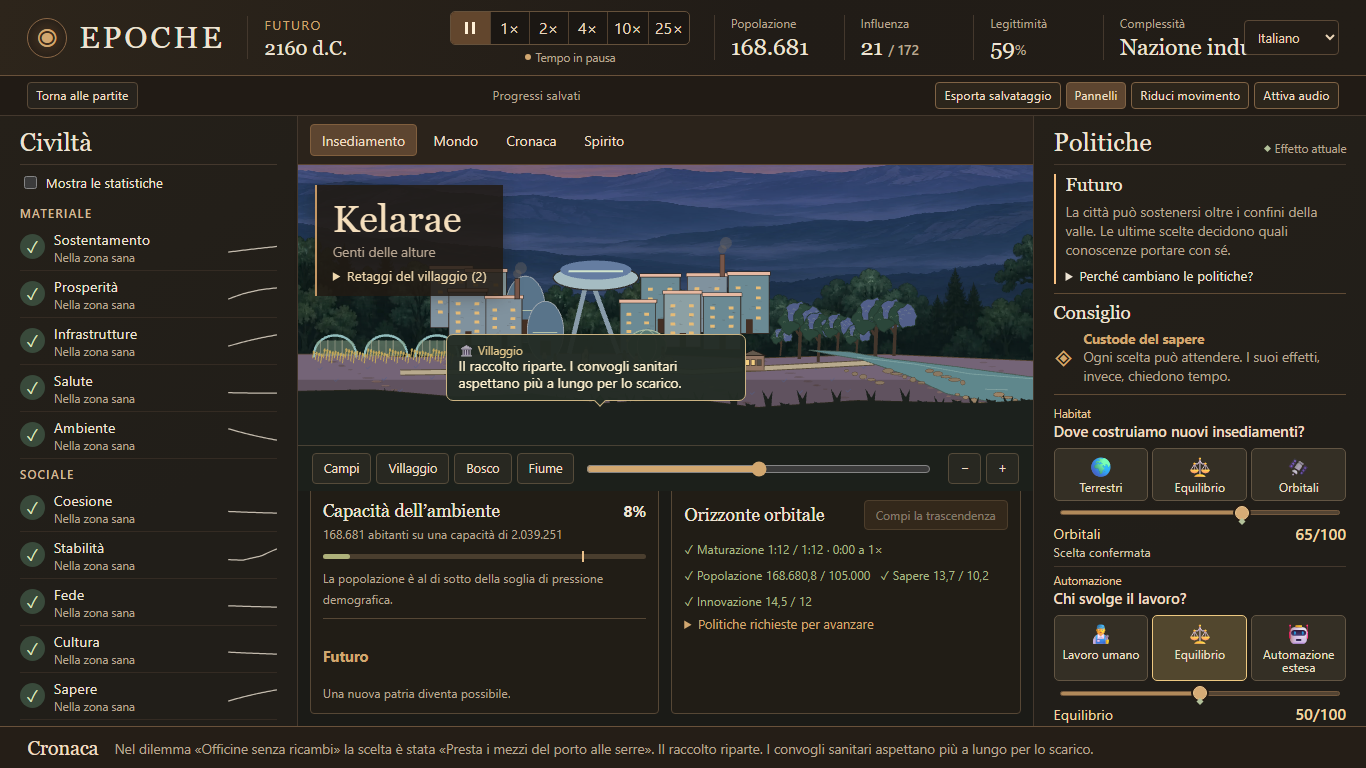 EPOCHE
FUTURO
2160 d.C.
1×
2×
4×
10×
25×
Tempo in pausa
Popolazione
168.681
Influenza
21 / 172
Legittimità
59%
Complessità
Nazione indu
Italiano
Torna alle partite
Progressi salvati
Esporta salvataggio
Pannelli
Riduci movimento
Attiva audio
Civiltà
Mostra le statistiche
MATERIALE
Sostentamento
Nella zona sana
Prosperità
Nella zona sana
Infrastrutture
Nella zona sana
Salute
Nella zona sana
Ambiente
Nella zona sana
SOCIALE
Coesione
Nella zona sana
Stabilità
Nella zona sana
Fede
Nella zona sana
Cultura
Nella zona sana
Sapere
Nella zona sana
Insediamento
Mondo
Cronaca
Spirito
Kelarae
Genti delle alture
Retaggi del villaggio (2)
Villaggio
Il raccolto riparte. I convogli sanitari
aspettano più a lungo per lo scarico.
Campi
Villaggio
Bosco
Fiume
−
+
Capacità dell’ambiente
8%
168.681 abitanti su una capacità di 2.039.251
La popolazione è al di sotto della soglia di pressione
demografica.
Futuro
Una nuova patria diventa possibile.
Orizzonte orbitale
Compi la trascendenza
✓ Maturazione 1:12 / 1:12 · 0:00 a 1×
✓ Popolazione 168.680,8 / 105.000 ✓ Sapere 13,7 / 10,2
✓ Innovazione 14,5 / 12
Politiche richieste per avanzare
Politiche
Effetto attuale
Futuro
La città può sostenersi oltre i confini della
valle. Le ultime scelte decidono quali
conoscenze portare con sé.
Perché cambiano le politiche?
Consiglio
Custode del sapere
Ogni scelta può attendere. I suoi effetti,
invece, chiedono tempo.
Habitat
Dove costruiamo nuovi insediamenti?
Terrestri
Equilibrio
Orbitali
Orbitali
65/100
Scelta confermata
Automazione
Chi svolge il lavoro?
Lavoro umano
Equilibrio
Automazione
estesa
Equilibrio
50/100
Cronaca
Nel dilemma «Officine senza ricambi» la scelta è stata «Presta i mezzi del porto alle serre». Il raccolto riparte. I convogli sanitari aspettano più a lungo per lo scarico.